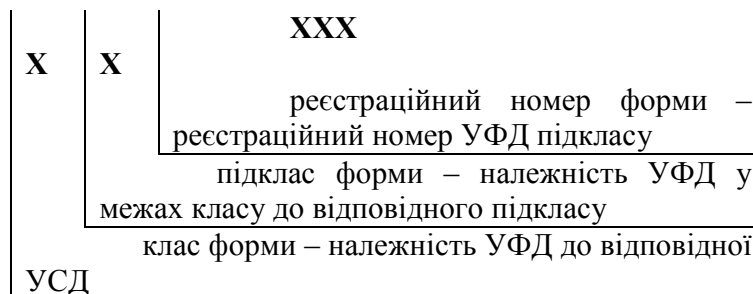 ХХХ
Х Х
реєстраційний номер форми –
реєстраційний номер УФД підкласу
підклас форми – належність УФД у
межах класу до відповідного підкласу
клас форми – належність УФД до відповідної
УСД